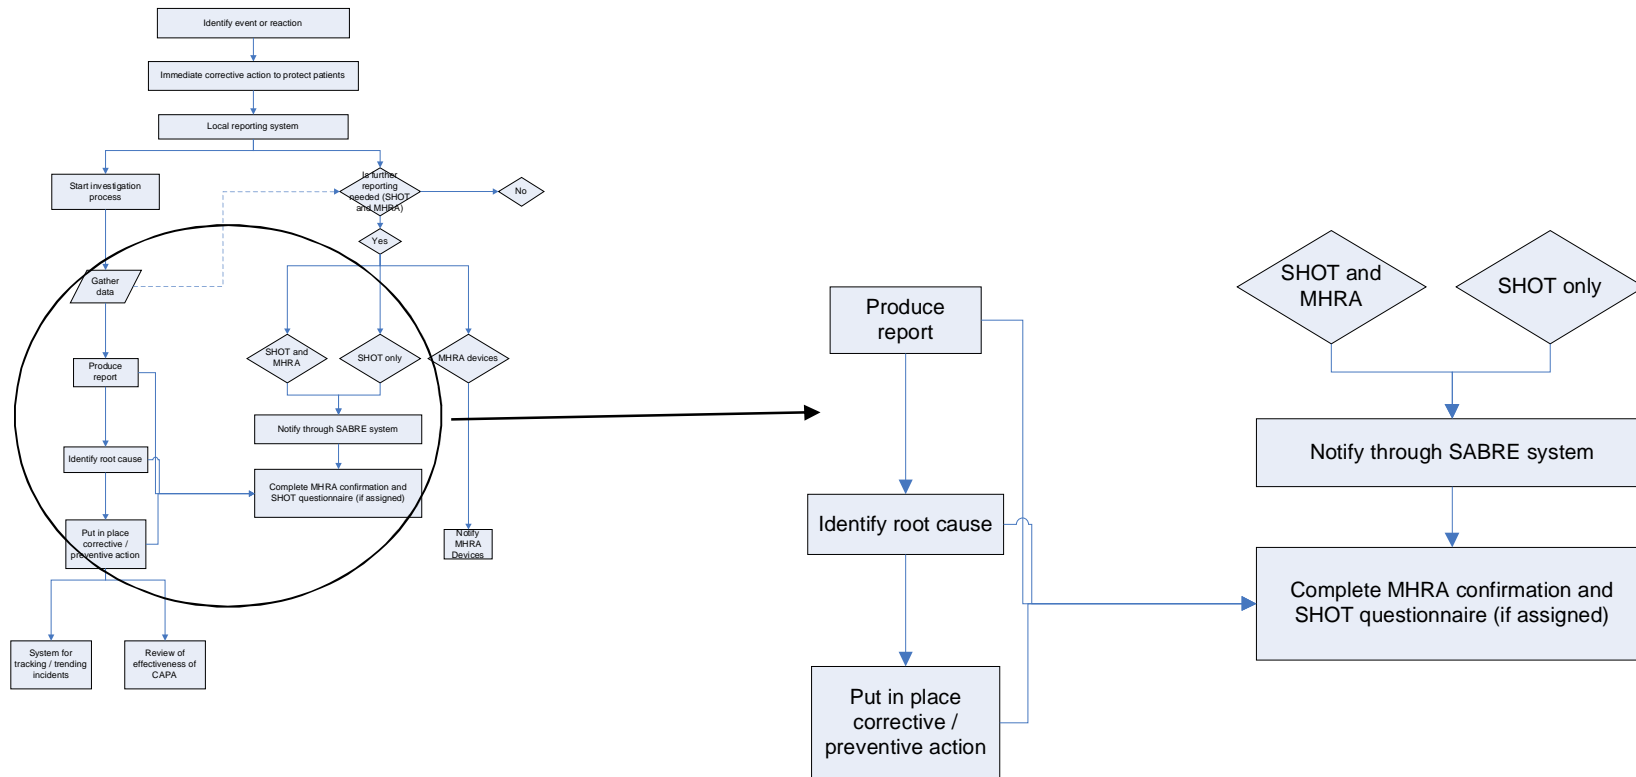 Identify event or reaction
Immediate corrective action to protect patients
Local reporting system
Start investigation
process
Is further
reporting
needed (SHOT
and MHRA)
No
Yes
Gather
data
SHOT and
MHRA
SHOT only
MHRA devices
Produce
report
Notify through SABRE system
Identify root cause
Complete MHRA confirmation and
SHOT questionnaire (if assigned)
Put in place
corrective /
preventive action
Notify
MHRA
Devices
System for
tracking / trending
incidents
Review of
effectiveness of
CAPA
SHOT and
MHRA
SHOT only
Produce
report
Notify through SABRE system
Identify root cause
Complete MHRA confirmation and
SHOT questionnaire (if assigned)
Put in place
corrective /
preventive action